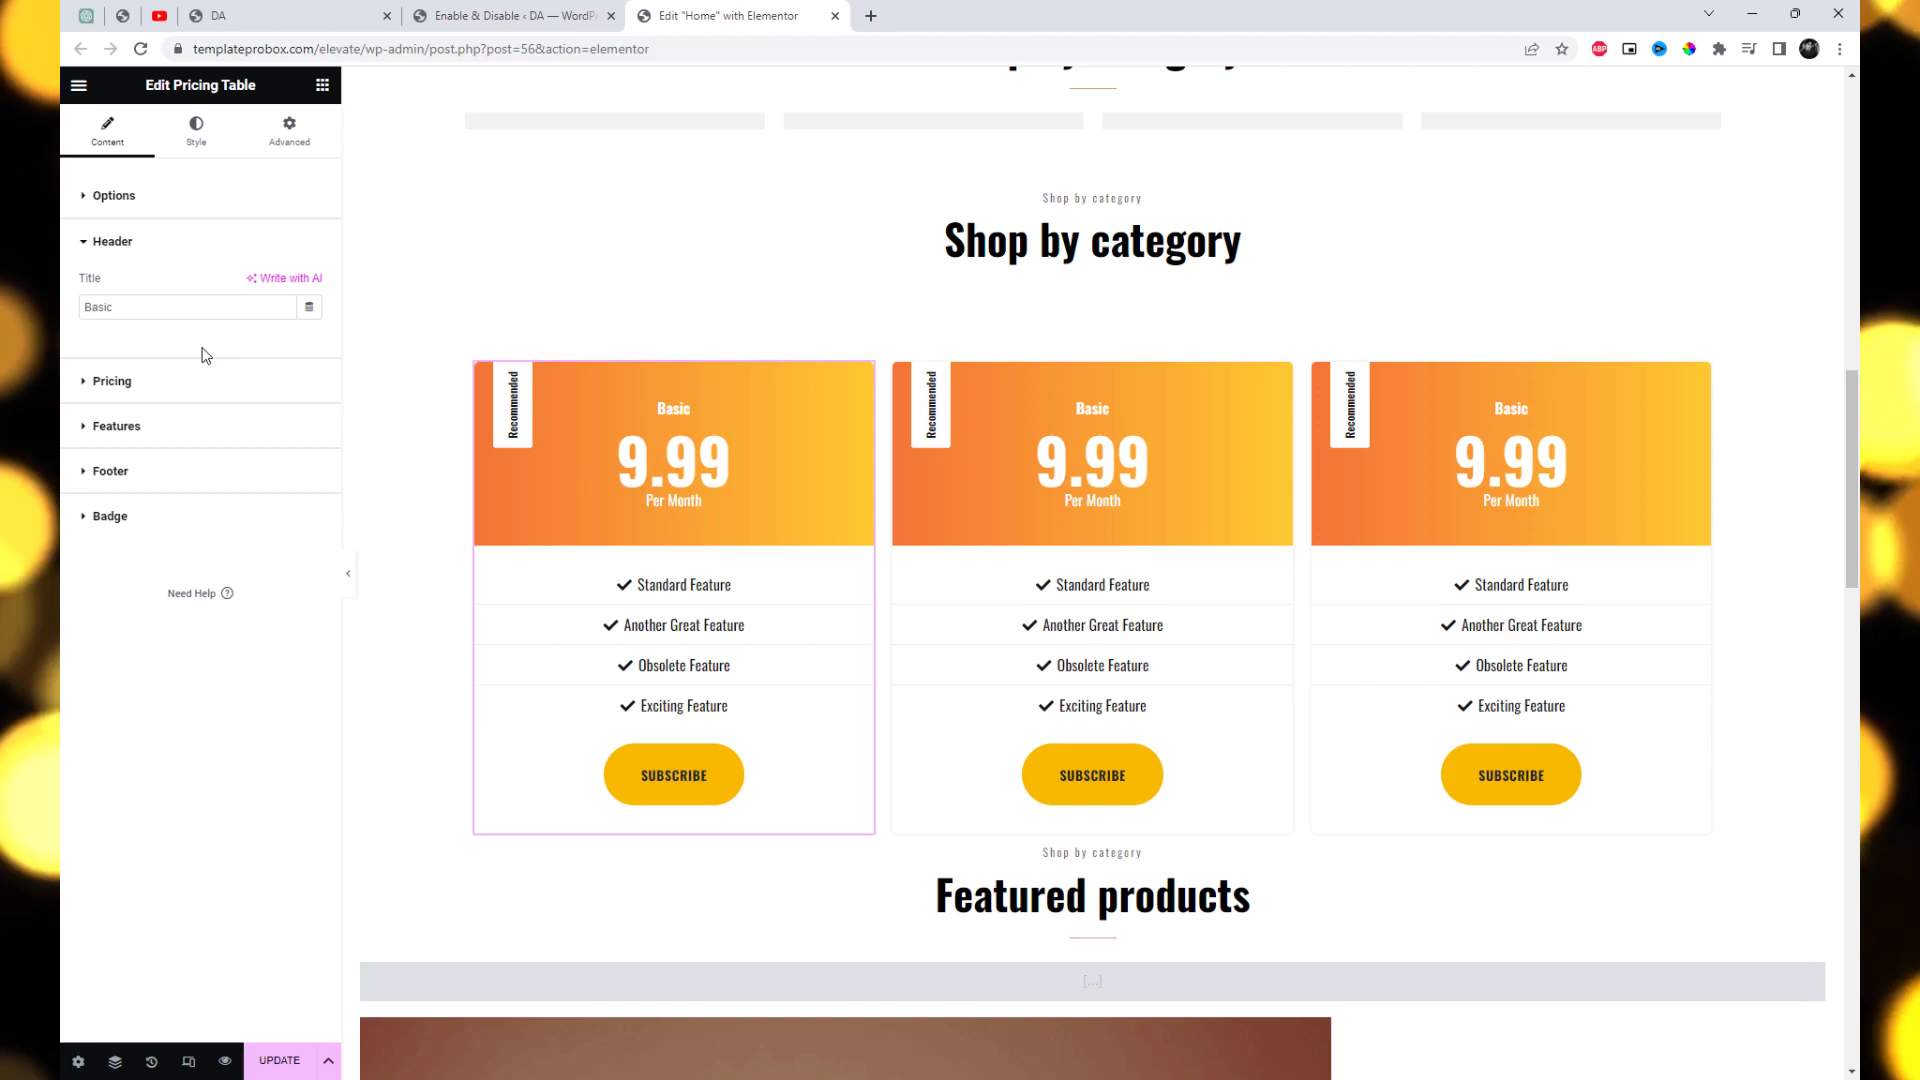 DA
Enable & Disable ‹ DA — WordP
Edit "Home" with Elementor
templateprobox.com/elevate/wp-admin/post.php?post=56&action=elementor
ABP
Edit Pricing Table
Content
Style
Advanced
Options
Header
Title
Write with AI
Basic
Pricing
Features
Footer
Badge
Need Help
UPDATE
Shop by category
Shop by category
Recommended
Basic
9.99
Per Month
Standard Feature
Another Great Feature
Obsolete Feature
Exciting Feature
SUBSCRIBE
Recommended
Basic
9.99
Per Month
Standard Feature
Another Great Feature
Obsolete Feature
Exciting Feature
SUBSCRIBE
Recommended
Basic
9.99
Per Month
Standard Feature
Another Great Feature
Obsolete Feature
Exciting Feature
SUBSCRIBE
Shop by category
Featured products
[...]